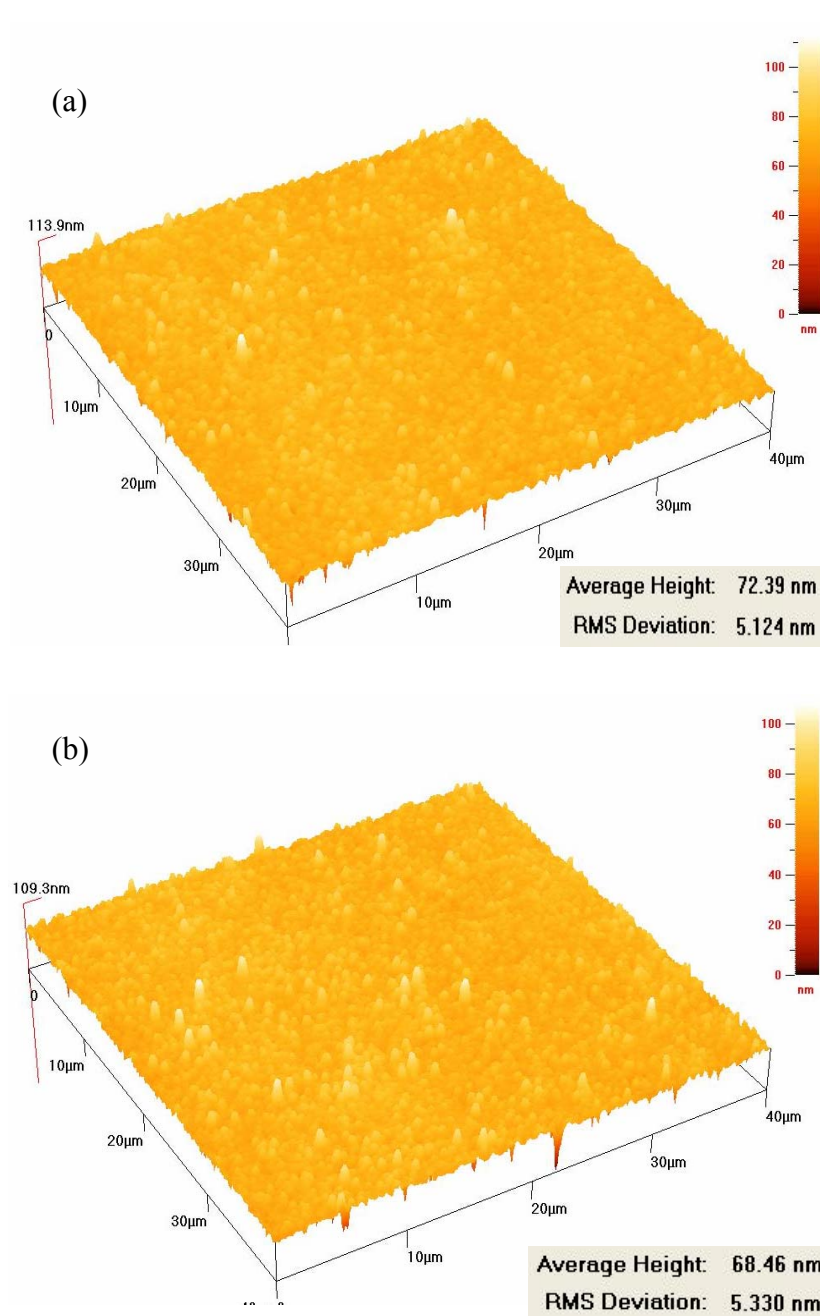 (a)
100
80
60
40
20
0
nm
113.9nm
0
10µm
20µm
30µm
10µm
20µm
30µm
40µm
Average Height: 72.39 nm
RMS Deviation: 5.124 nm
(b)
100
80
60
40
20
0
nm
109.3nm
0
10µm
20µm
30µm
10µm
20µm
30µm
40µm
Average Height: 68.46 nm
RMS Deviation: 5.330 nm